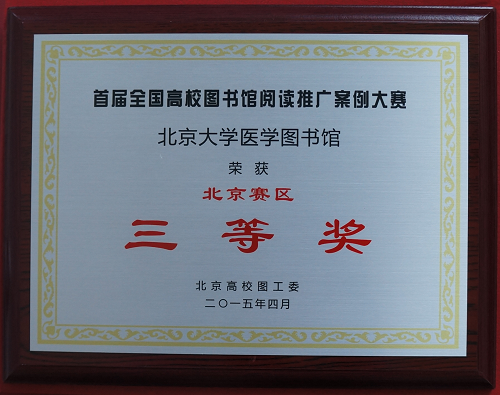 首届全国高校图书馆阅读推广案例大赛
北京大学医学图书馆
荣获
北京赛区
三等奖
北京高校图工委
二〇一五年四月